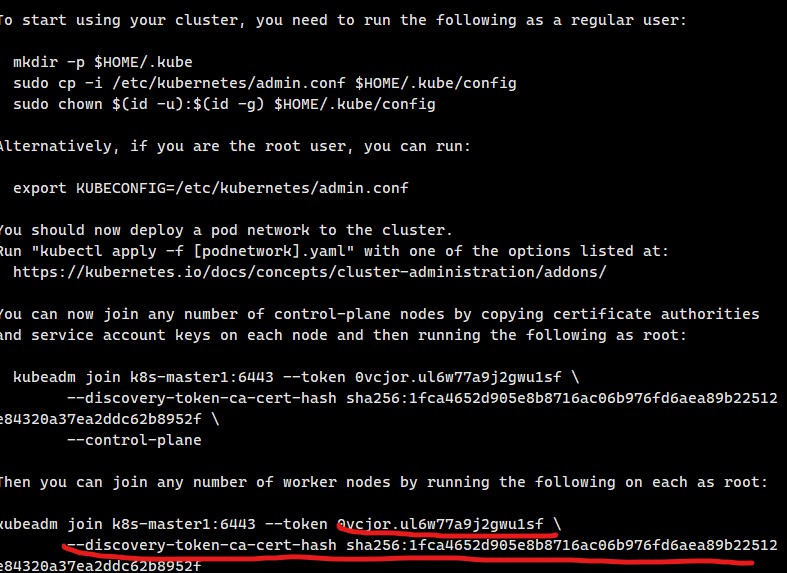 To start using your cluster, you need to run the following as a regular user:
mkdir -p $HOME/.kube
sudo cp -i /etc/kubernetes/admin.conf $HOME/.kube/config
sudo chown $(id -u):$(id -g) $HOME/.kube/config
Alternatively, if you are the root user, you can run:
export KUBECONFIG=/etc/kubernetes/admin.conf
You should now deploy a pod network to the cluster.
Run "kubectl apply -f [podnetwork].yaml" with one of the options listed at:
https://kubernetes.io/docs/concepts/cluster-administration/addons/
You can now join any number of control-plane nodes by copying certificate authorities
and service account keys on each node and then running the following as root:
kubeadm join k8s-master1:6443 --token 0vcjor.ul6w77a9j2gwu1sf \
--discovery-token-ca-cert-hash sha256:1fca4652d905e8b8716ac06b976fd6aea89b22512
e84320a37ea2ddc62b8952f \
--control-plane
Then you can join any number of worker nodes by running the following on each as root:
kubeadm join k8s-master1:6443 --token 0vcjor.ul6w77a9j2gwu1sf \
--discovery-token-ca-cert-hash sha256:1fca4652d905e8b8716ac06b976fd6aea89b22512
e84320a37ea2ddc62b8952f